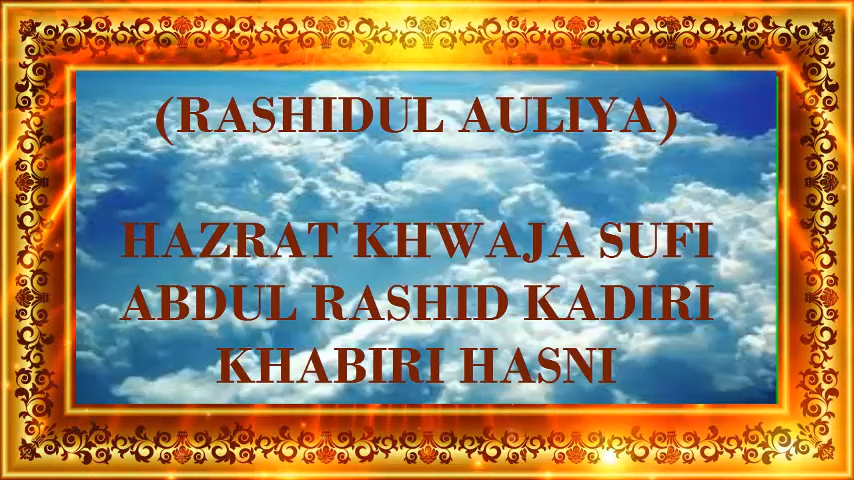 (RASHIDUL AULIYA)
HAZRAT KHWAJA SUFI
ABDUL RASHID KADIRI
KHABIRI HASNI